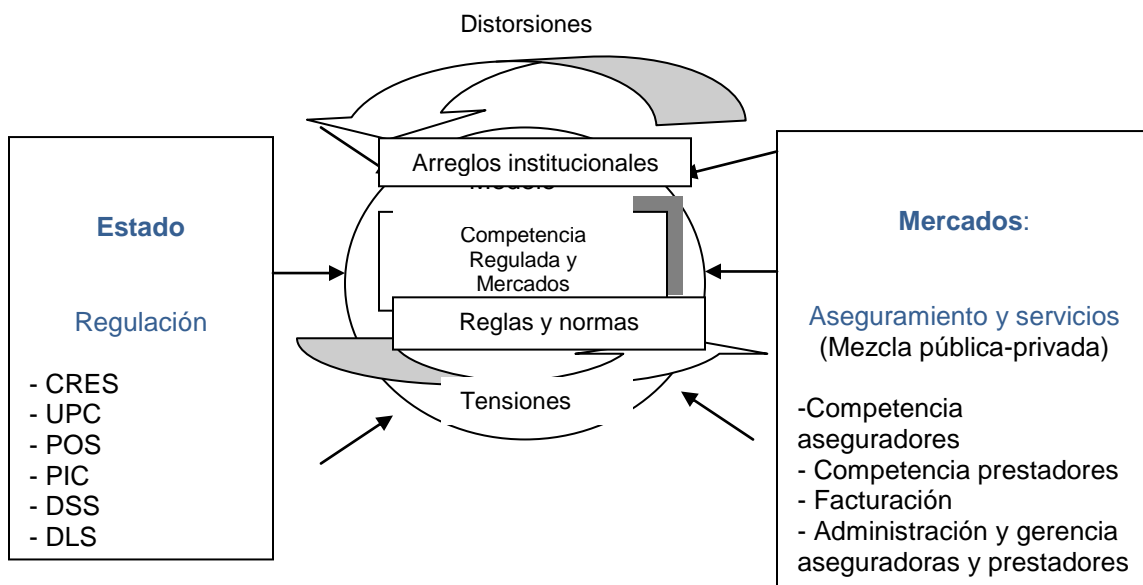 Distorsiones
Estado
Regulación
- CRES
- UPC
- POS
- PIC
- DSS
- DLS
Arreglos institucionales
Modelo
Competencia
Regulada y
Mercados
Reglas y normas
Tensiones
Mercados:
Aseguramiento y servicios
(Mezcla pública-privada)
-Competencia
aseguradores
- Competencia prestadores
- Facturación
- Administración y gerencia
aseguradoras y prestadores